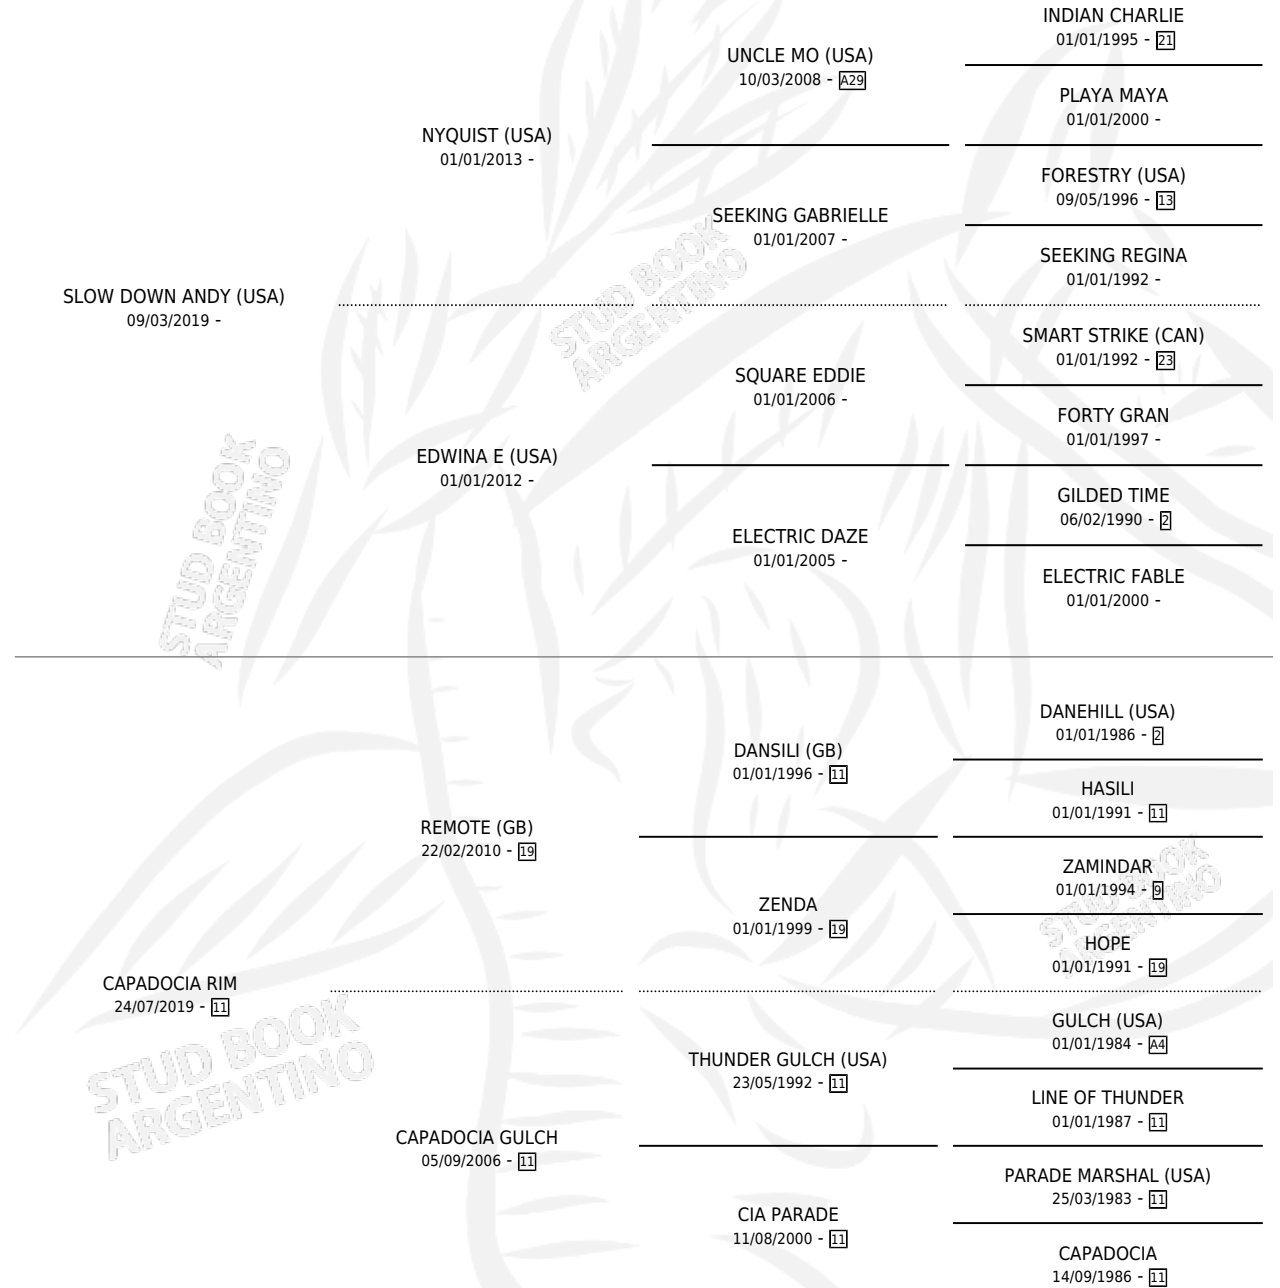 INDIAN CHARLIE
01/01/1995 - 21
UNCLE MO (USA)
10/03/2008 - A29
PLAYA MAYA
01/01/2000 -
NYQUIST (USA)
01/01/2013 -
FORESTRY (USA)
09/05/1996 - 13
SEEKING GABRIELLE
01/01/2007 -
SEEKING REGINA
01/01/1992 -
SLOW DOWN ANDY (USA)
09/03/2019 -
SMART STRIKE (CAN)
01/01/1992 - 23
SQUARE EDDIE
01/01/2006 -
FORTY GRAN
01/01/1997 -
EDWINA E (USA)
01/01/2012 -
GILDED TIME
06/02/1990 - 2
ELECTRIC DAZE
01/01/2005 -
ELECTRIC FABLE
01/01/2000 -
STUD BOOK
ARGENTINO
STUD BOOK
ARGENTINO
DANEHILL (USA)
01/01/1986 - 2
DANSILI (GB)
01/01/1996 - 11
HASILI
01/01/1991 - 11
REMOTE (GB)
22/02/2010 - 19
ZAMINDAR
01/01/1994 - 9
ZENDA
01/01/1999 - 19
HOPE
01/01/1991 - 19
CAPADOCIA RIM
24/07/2019 - 11
GULCH (USA)
01/01/1984 - A4
THUNDER GULCH (USA)
23/05/1992 - 11
LINE OF THUNDER
01/01/1987 - 11
CAPADOCIA GULCH
05/09/2006 - 11
PARADE MARSHAL (USA)
25/03/1983 - 11
CIA PARADE
11/08/2000 - 11
CAPADOCIA
14/09/1986 - 11
STUD BOOK
ARGENTINO
STUD BOOK
ARGENTINO